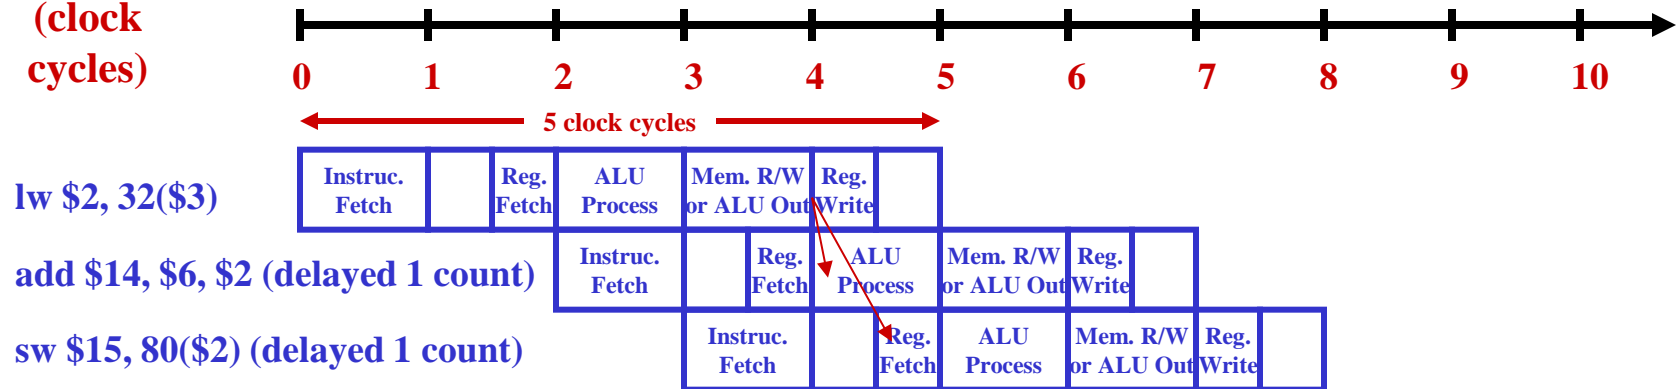 (clock
cycles)
0 1 2 3 4 5 6 7 8 9 10
5 clock cycles
lw $2, 32($3)
Instruc. Reg. ALU Mem. R/W Reg.
Fetch Fetch Process or ALU Out Write
add $14, $6, $2 (delayed 1 count)
Instruc. Reg. ALU Mem. R/W Reg.
Fetch Fetch Process or ALU Out Write
sw $15, 80($2) (delayed 1 count)
Instruc. Reg. ALU Mem. R/W Reg.
Fetch Fetch Process or ALU Out Write